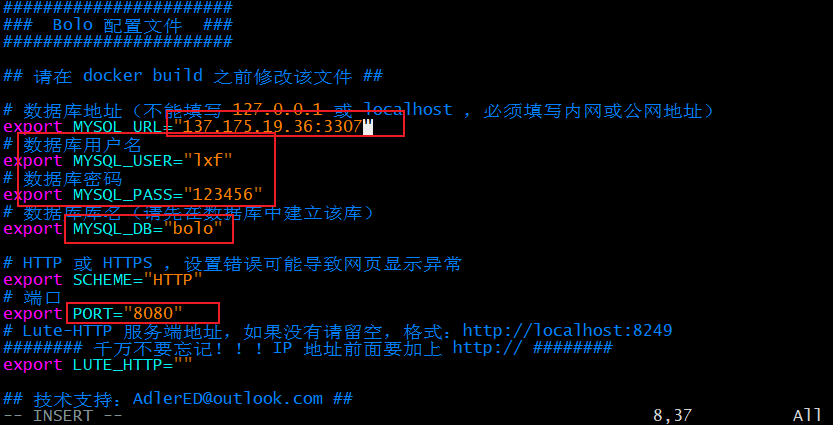 #######################
###  Bolo 配置文件  ###
#######################
## 请在 docker build 之前修改该文件 ##
# 数据库地址（不能填写 127.0.0.1 或 localhost ，必须填写内网或公网地址）
export MYSQL_URL="137.175.19.36:3307"
# 数据库用户名
export MYSQL_USER="lxf"
# 数据库密码
export MYSQL_PASS="123456"
# 数据库库名（请先在数据库中建立该库）
export MYSQL_DB="bolo"
# HTTP 或 HTTPS ，设置错误可能导致网页显示异常
export SCHEME="HTTP"
# 端口
export PORT="8080"
# Lute-HTTP 服务端地址，如果没有请留空，格式：http://localhost:8249
######## 千万不要忘记！！！IP 地址前面要加上 http:// ########
export LUTE_HTTP=""
## 技术支持：AdlerED@outlook.com ##
-- INSERT -- 8,37 All